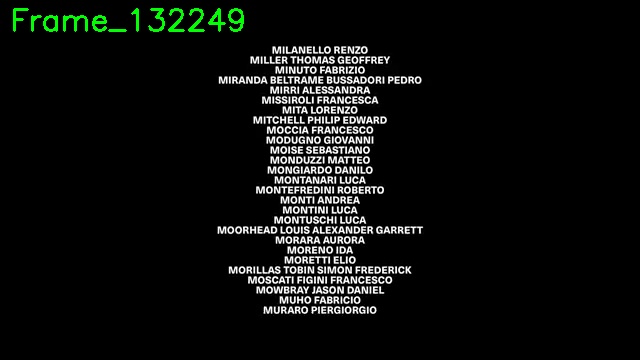 Frame_132249
MILANELLO RENZO
MILLER THOMAS GEOFFREY
MINUTO FABRIZIO
MIRANDA BELTRAME BUSSADORI PEDRO
MIRRI ALESSANDRA
MISSIROLI FRANCESCA
MITA LORENZO
MITCHELL PHILIP EDWARD
MOCCIA FRANCESCO
MODUGNO GIOVANNI
MOISE SEBASTIANO
MONDUZZI MATTEO
MONGIARDO DANILO
MONTANARI LUCA
MONTEFREDINI ROBERTO
MONTI ANDREA
MONTINI LUCA
MONTUSCHI LUCA
MOORHEAD LOUIS ALEXANDER GARRETT
MORARA AURORA
MORENO IDA
MORETTI ELIO
MORILLAS TOBIN SIMON FREDERICK
MOSCATI FIGINI FRANCESCO
MOWBRAY JASON DANIEL
MUHO FABRICIO
MURARO PIERGIORGIO